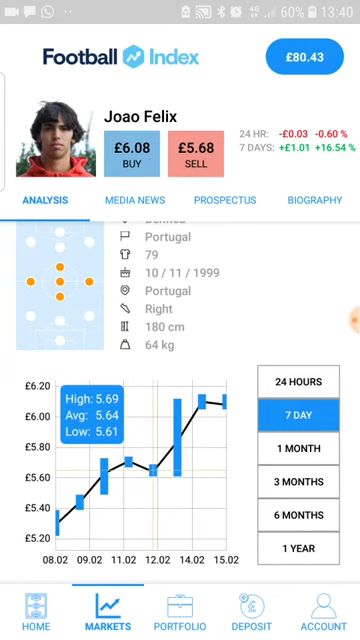 60% 13:40
Football Index
£80.43
Joao Felix
£6.08
BUY
£5.68
SELL
24 HR: -£0.03 -0.60 %
7 DAYS: +£1.01 +16.54 %
ANALYSIS MEDIA NEWS PROSPECTUS BIOGRAPHY
Portugal
79
10 / 11 / 1999
Portugal
Right
180 cm
64 kg
£6.20
£6.00
£5.80
£5.60
£5.40
£5.20
High: 5.69
Avg: 5.64
Low: 5.61
08.02 09.02 11.02 12.02 14.02 15.02
24 HOURS
7 DAY
1 MONTH
3 MONTHS
6 MONTHS
1 YEAR
HOME MARKETS PORTFOLIO DEPOSIT ACCOUNT